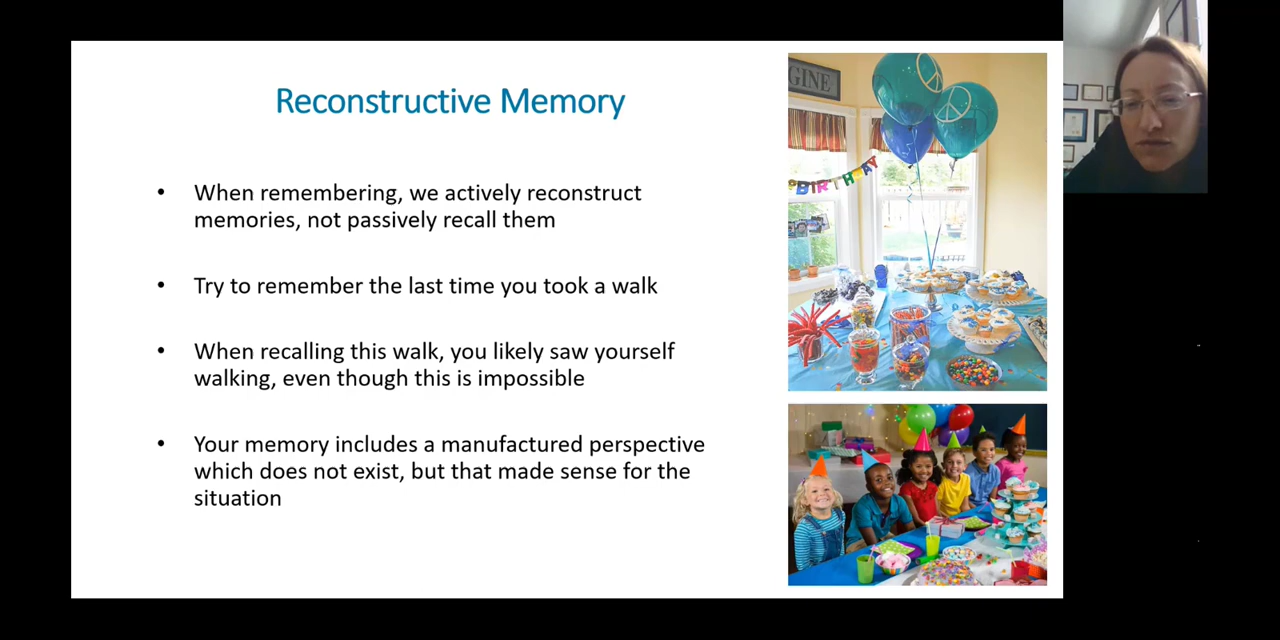 Reconstructive Memory
• When remembering, we actively reconstruct
memories, not passively recall them
• Try to remember the last time you took a walk
• When recalling this walk, you likely saw yourself
walking, even though this is impossible
• Your memory includes a manufactured perspective
which does not exist, but that made sense for the
situation
GINE
BIRTHDAY